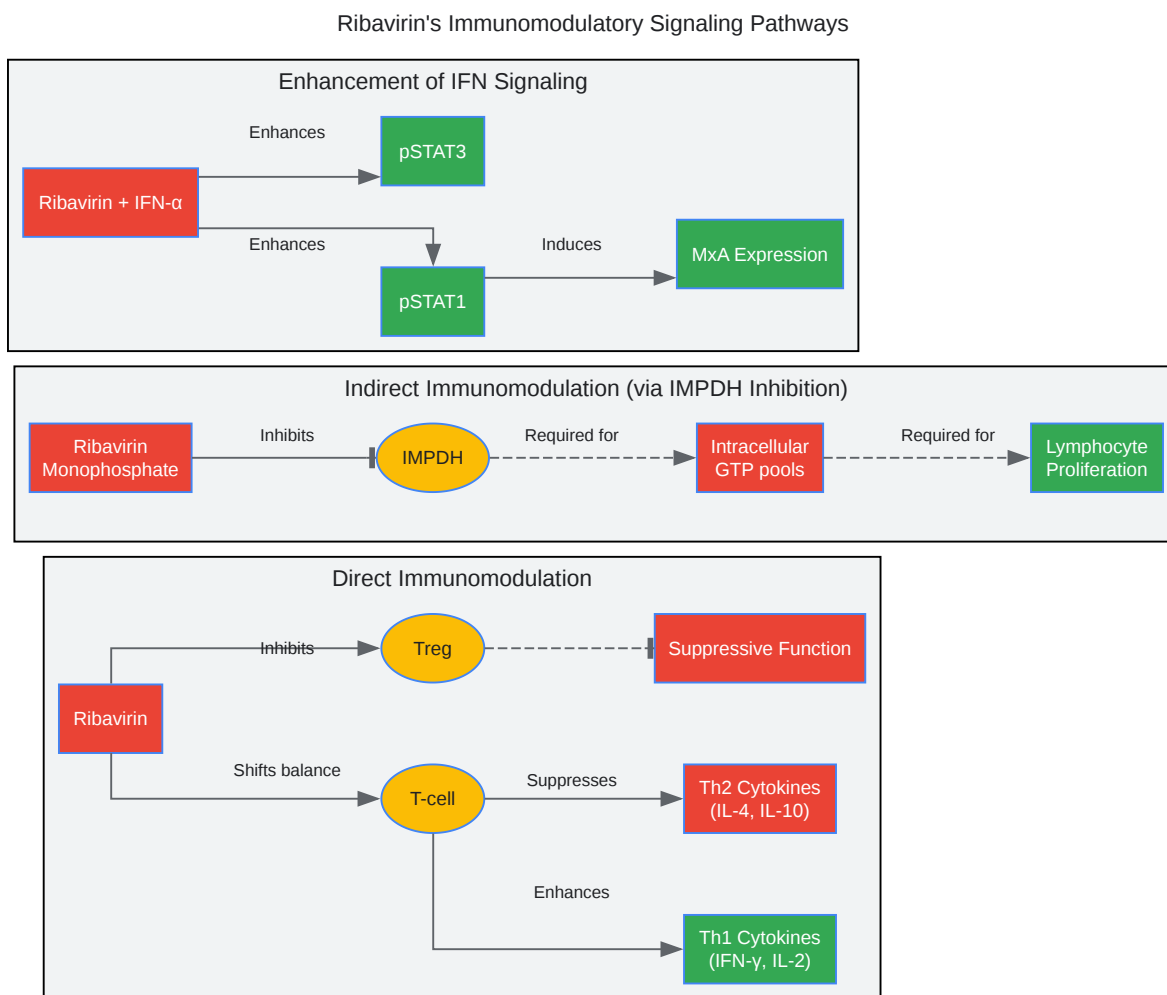 Ribavirin's Immunomodulatory Signaling Pathways
Enhancement of IFN Signaling
Enhances
pSTAT3
Ribavirin + IFN-α
Enhances
Induces
MxA Expression
pSTAT1
Indirect Immunomodulation (via IMPDH Inhibition)
Ribavirin
Monophosphate
Inhibits
IMPDH
Required for
Intracellular
GTP pools
Required for
Lymphocyte
Proliferation
Direct Immunomodulation
Inhibits
Treg
Suppressive Function
Ribavirin
Shifts balance
T-cell
Suppresses
Th2 Cytokines
(IL-4, IL-10)
Enhances
Th1 Cytokines
(IFN-γ, IL-2)